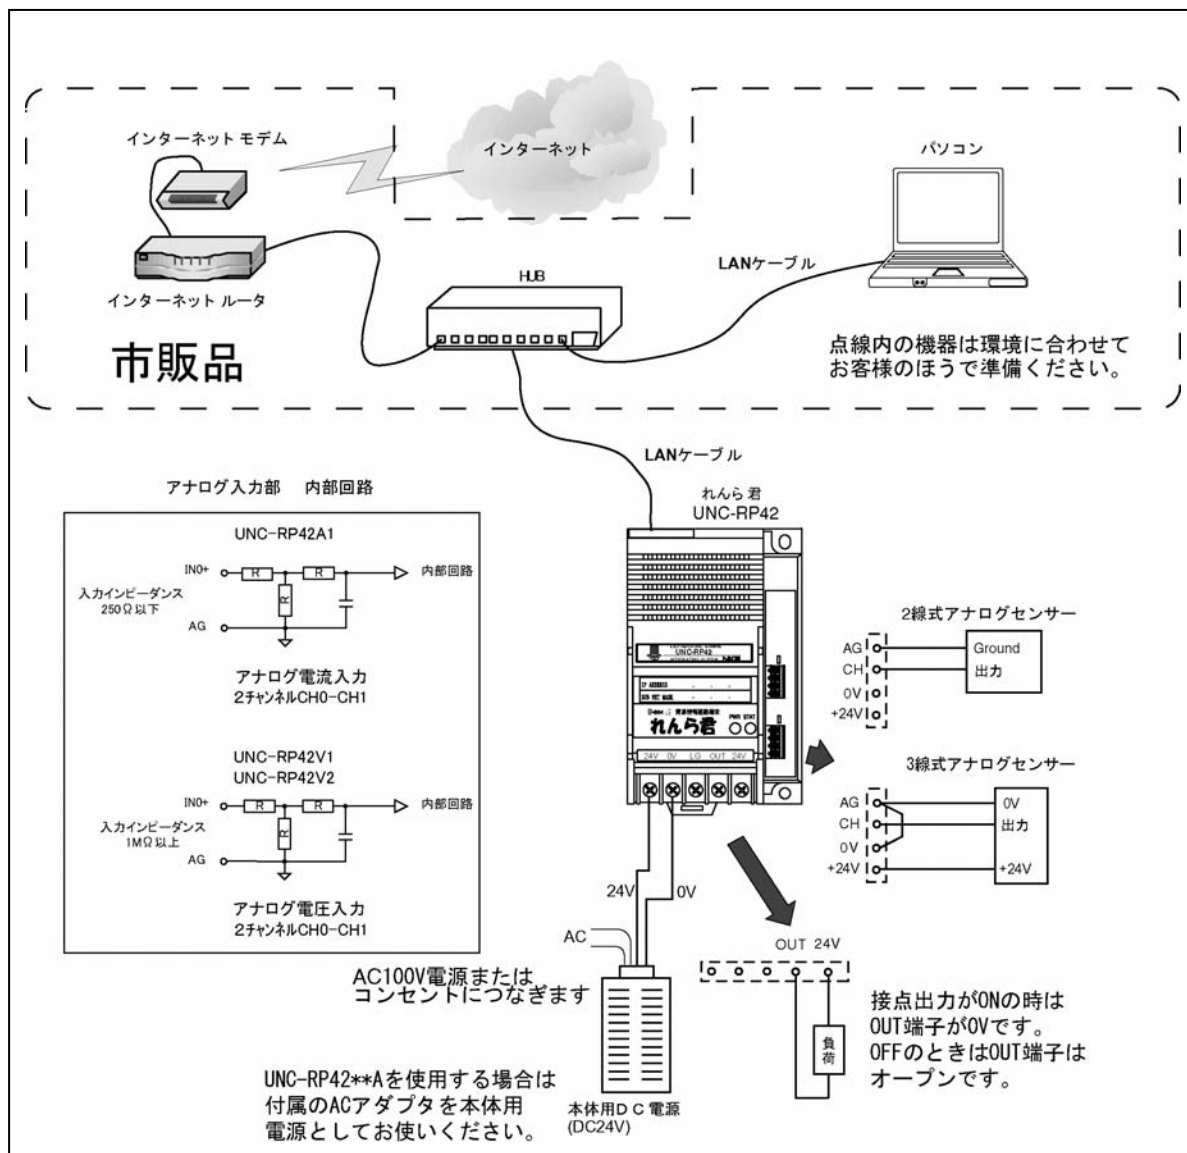 インターネット モデム
インターネット
パソコン
LANケーブル
HUB
インターネット ルータ
市販品
点線内の機器は環境に合わせて
お客様のほうで準備ください。
LANケーブル
れんら君
UNC-RP42
アナログ入力部 内部回路
UNC-RP42A1
IN0+
R
R
R
内部回路
入力インピーダンス
250Ω以下
AG
アナログ電流入力
2チャンネルCH0-CH1
UNC-RP42V1
UNC-RP42V2
IN0+
R
R
R
内部回路
入力インピーダンス
1MΩ以上
AG
アナログ電圧入力
2チャンネルCH0-CH1
UNC-RP42
IP ADDRESS
SUB NET MASK
れんら君
PWR STAT
24V 0V LG OUT 24V
2線式アナログセンサー
AG
CH
0V
+24V
Ground
出力
3線式アナログセンサー
AG
CH
0V
+24V
0V
出力
+24V
24V
0V
AC
AC100V電源または
コンセントにつなぎます
OUT 24V
負荷
接点出力がONの時は
OUT端子が0Vです。
OFFのときはOUT端子は
オープンです。
UNC-RP42**Aを使用する場合は
付属のACアダプタを本体用
電源としてお使いください。
本体用DC電源
(DC24V)